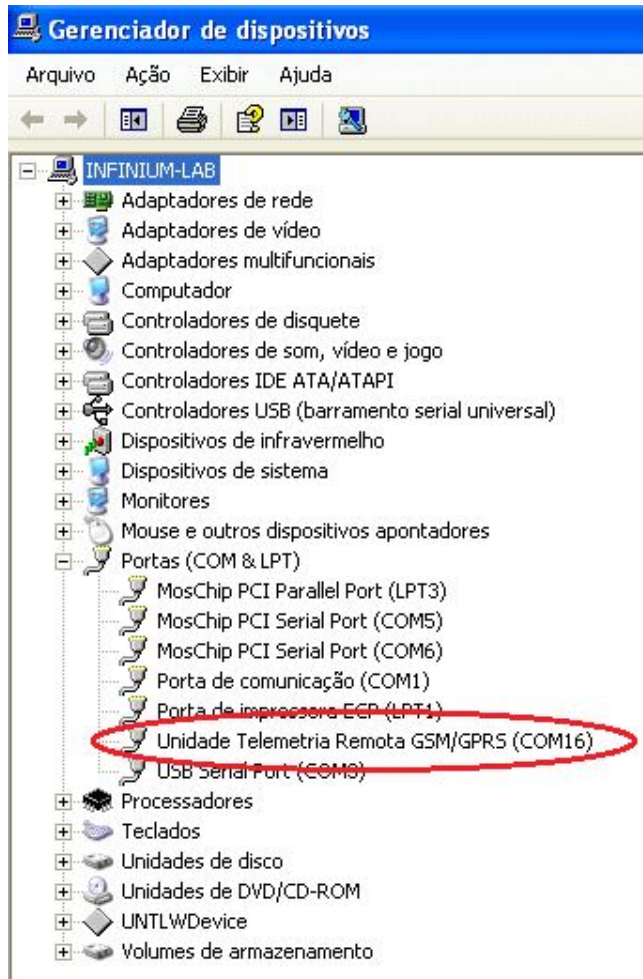 Gerenciador de dispositivos
Arquivo Ação Exibir Ajuda
INFINIUM-LAB
Adaptadores de rede
Adaptadores de vídeo
Adaptadores multifuncionais
Computador
Controladores de disquete
Controladores de som, vídeo e jogo
Controladores IDE ATA/ATAPI
Controladores USB (barramento serial universal)
Dispositivos de infravermelho
Dispositivos de sistema
Monitores
Mouse e outros dispositivos apontadores
Portas (COM & LPT)
MosChip PCI Parallel Port (LPT3)
MosChip PCI Serial Port (COM5)
MosChip PCI Serial Port (COM6)
Porta de comunicação (COM1)
Porta de impressora ECP (LPT1)
Unidade Telemetria Remota GSM/GPRS (COM16)
USB Serial Port (COM3)
Processadores
Teclados
Unidades de disco
Unidades de DVD/CD-ROM
UNTLWDevice
Volumes de armazenamento